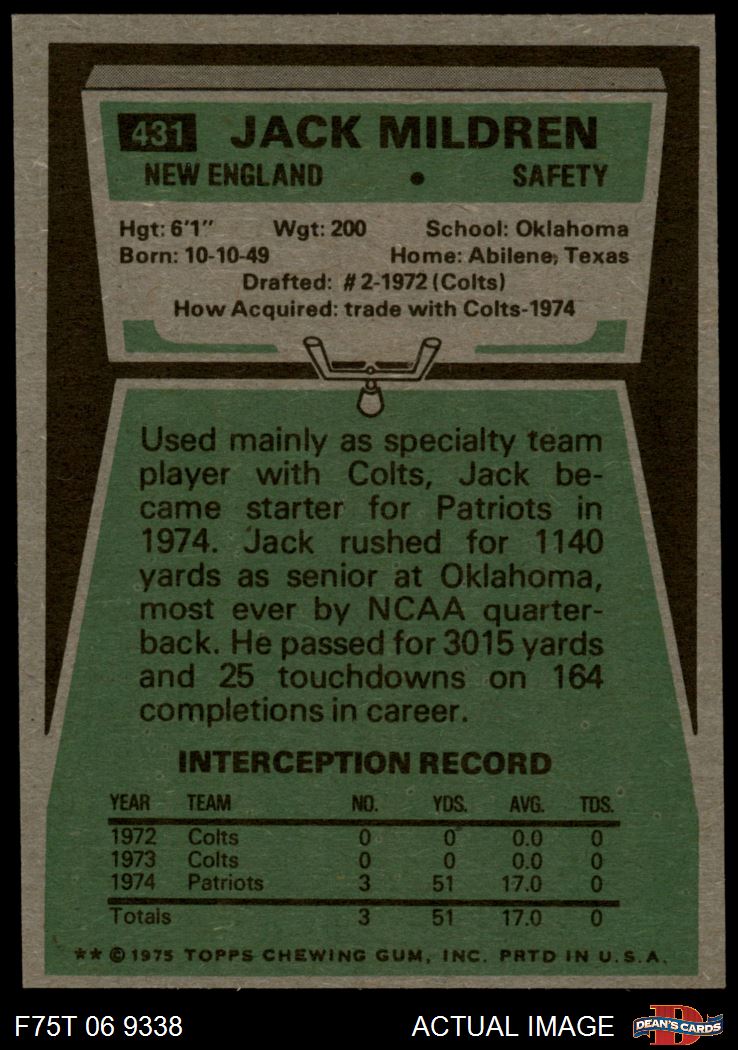 431 JACK MILDREN
NEW ENGLAND • SAFETY
Hgt: 6'1" Wgt: 200 School: Oklahoma
Born: 10-10-49 Home: Abilene, Texas
Drafted: #2-1972 (Colts)
How Acquired: trade with Colts-1974
Used mainly as specialty team
player with Colts, Jack be-
came starter for Patriots in
1974. Jack rushed for 1140
yards as senior at Oklahoma,
most ever by NCAA quarter-
back. He passed for 3015 yards
and 25 touchdowns on 164
completions in career.
INTERCEPTION RECORD
YEAR TEAM NO. YDS. AVG. TDS.
1972 Colts 0 0 0.0 0
1973 Colts 0 0 0.0 0
1974 Patriots 3 51 17.0 0
Totals 3 51 17.0 0
** © 1975 TOPPS CHEWING GUM, INC. PRTD IN U.S.A.
F75T 06 9338 ACTUAL IMAGE DEAN'S CARDS